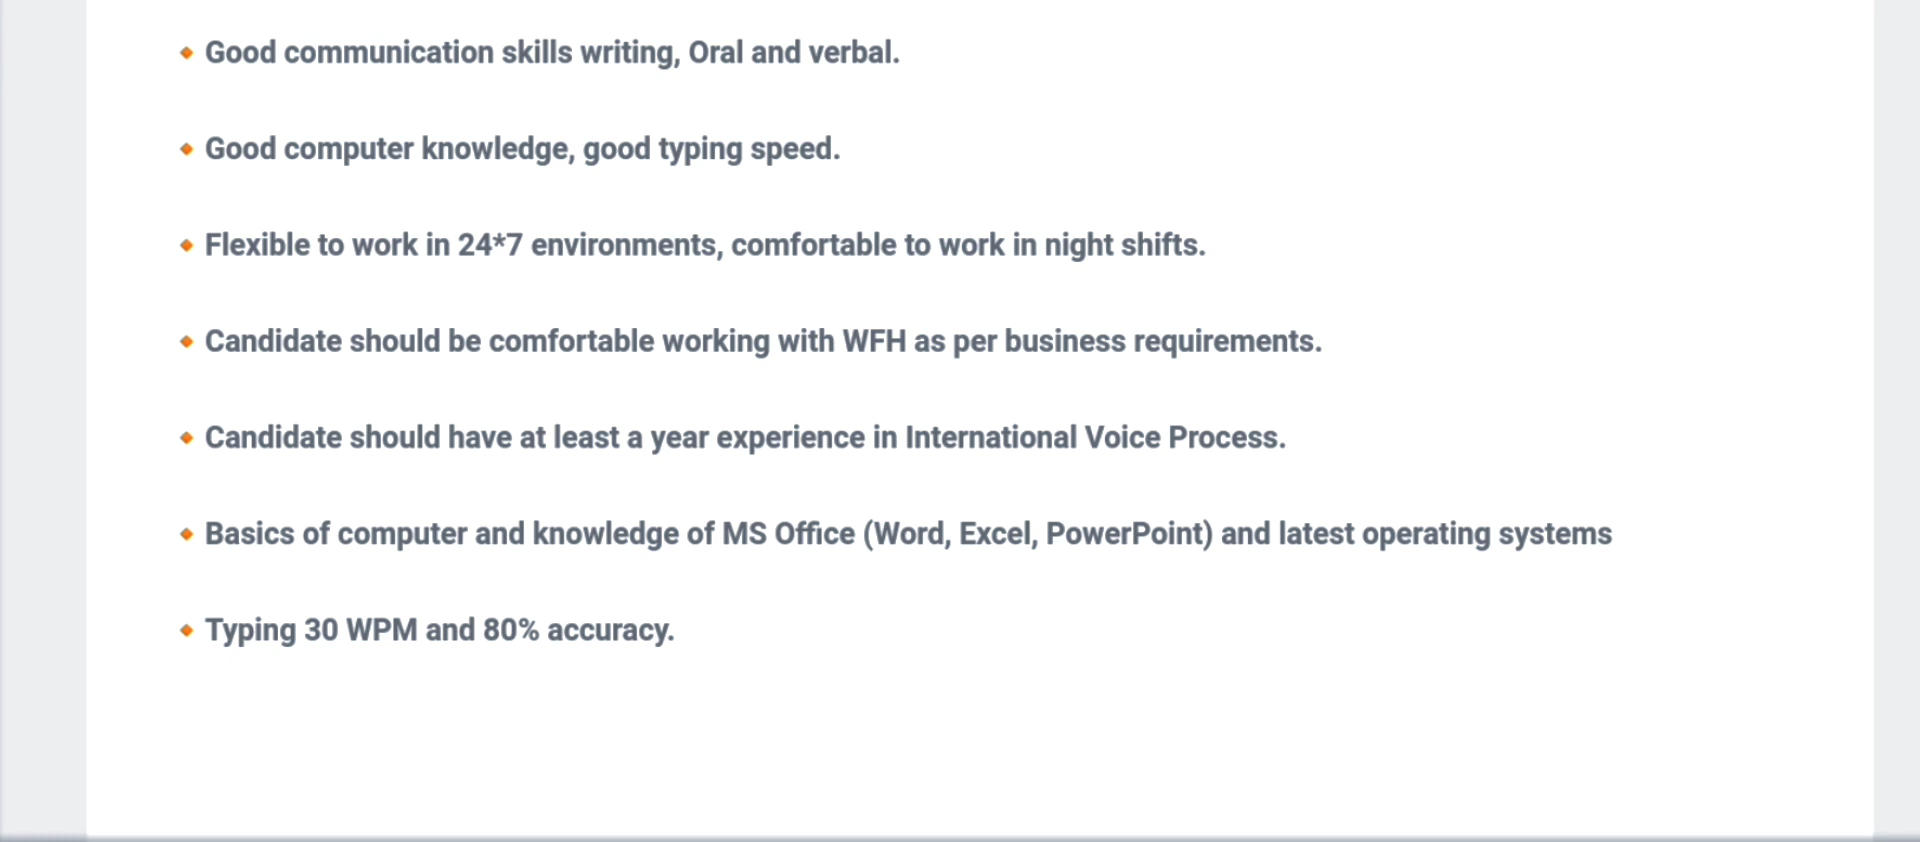 🔸Good communication skills writing, Oral and verbal.
🔸Good computer knowledge, good typing speed.
🔸Flexible to work in 24*7 environments, comfortable to work in night shifts.
🔸Candidate should be comfortable working with WFH as per business requirements.
🔸Candidate should have at least a year experience in International Voice Process.
🔸Basics of computer and knowledge of MS Office (Word, Excel, PowerPoint) and latest operating systems
🔸Typing 30 WPM and 80% accuracy.